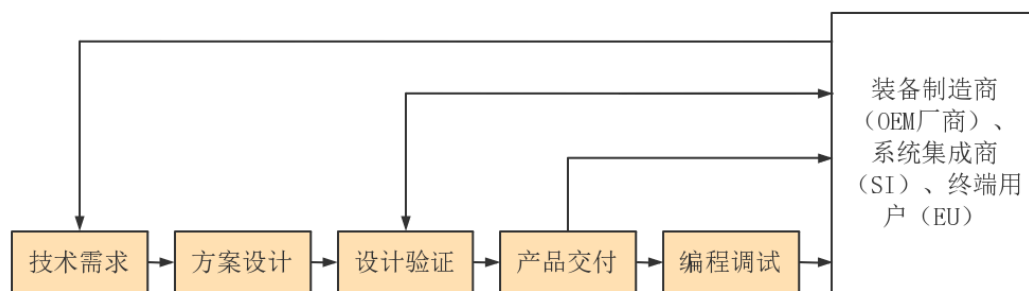 装备制造商
（OEM厂商）、
系统集成商
（SI）、终端用
户（EU）
技术需求
方案设计
设计验证
产品交付
编程调试